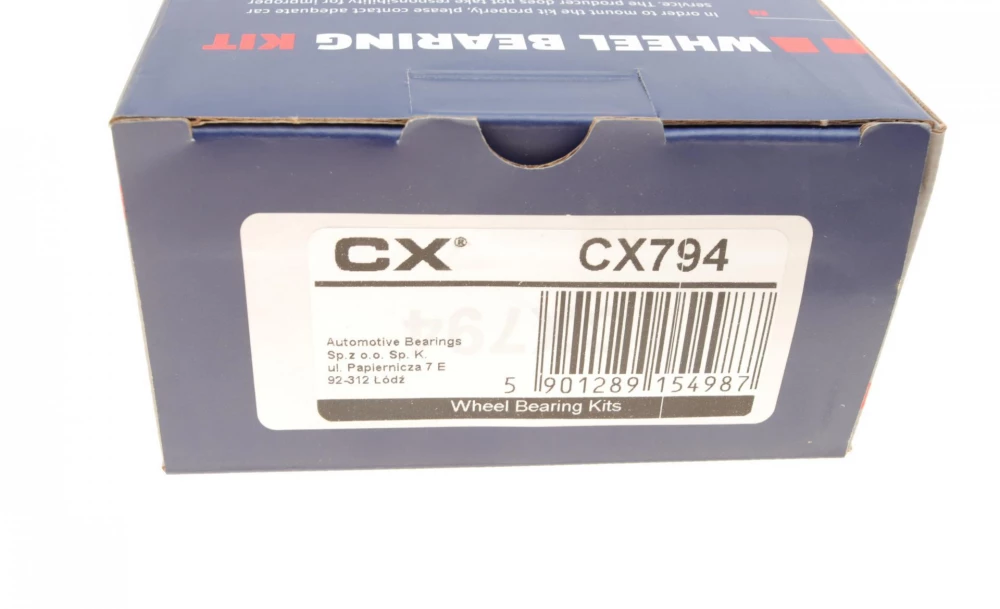 In order to mount the kit properly, please contact adequate car
service. The producer does not take responsibility for improper
WHEEL BEARING KIT
CX® CX794
Automotive Bearings
Sp.z o.o. Sp. K.
ul. Papiernicza 7 E
92-312 Łódź
5 901289 154987
Wheel Bearing Kits